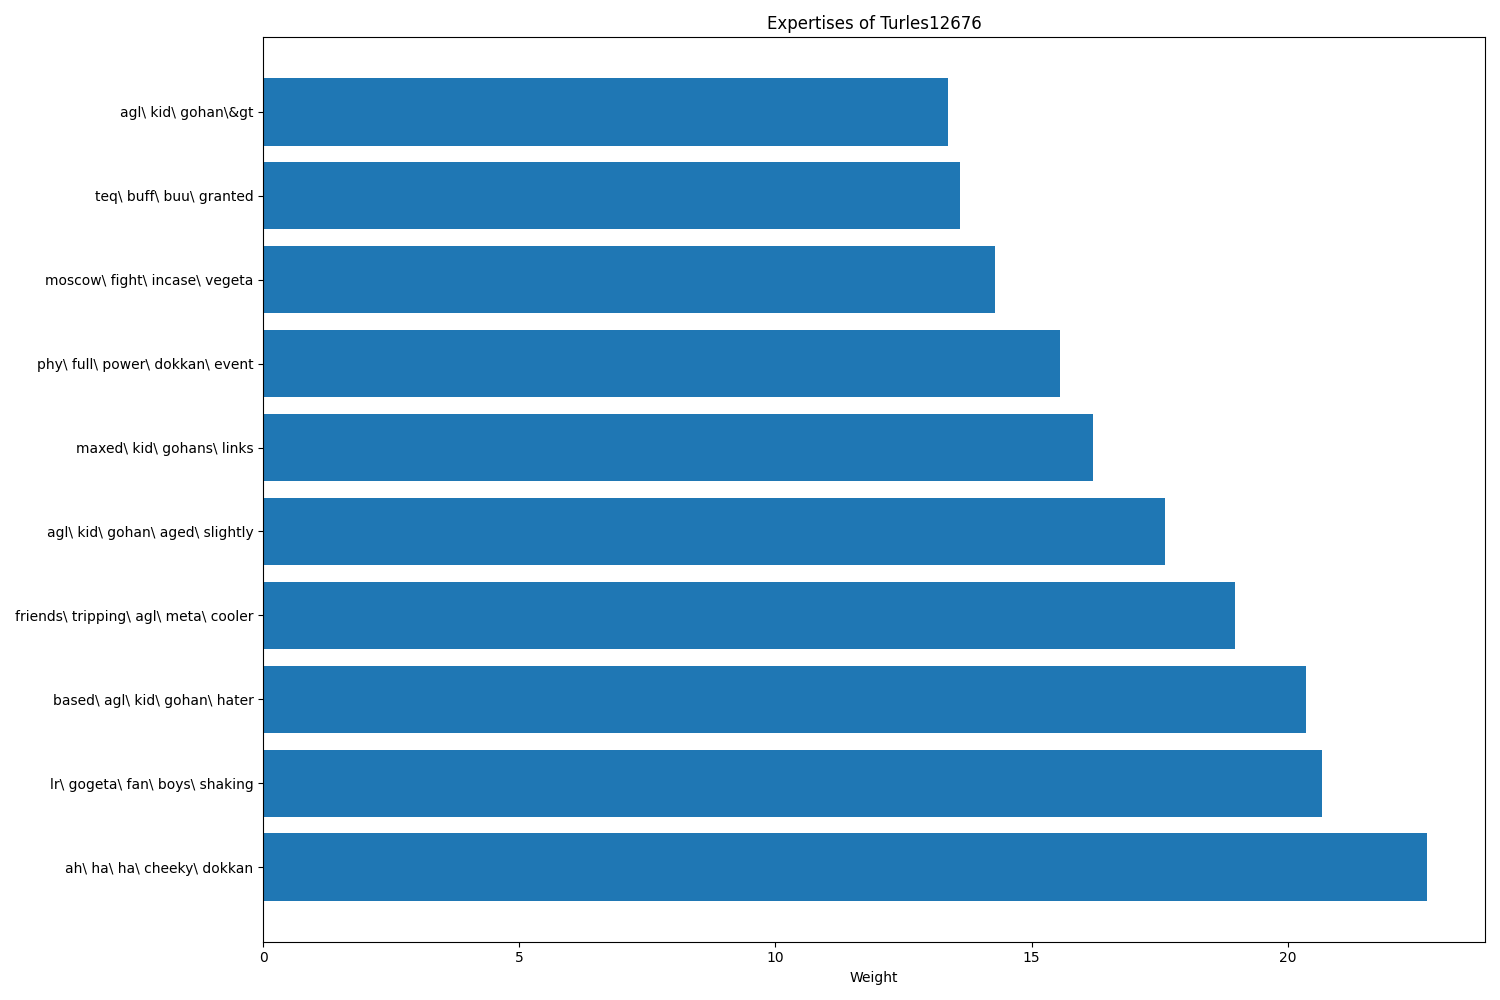 Expertises of Turles12676
agl\ kid\ gohan\&gt
teq\ buff\ buu\ granted
moscow\ fight\ incase\ vegeta
phy\ full\ power\ dokkan\ event
maxed\ kid\ gohans\ links
agl\ kid\ gohan\ aged\ slightly
friends\ tripping\ agl\ meta\ cooler
based\ agl\ kid\ gohan\ hater
lr\ gogeta\ fan\ boys\ shaking
ah\ ha\ ha\ cheeky\ dokkan
0 5 10 15 20
Weight